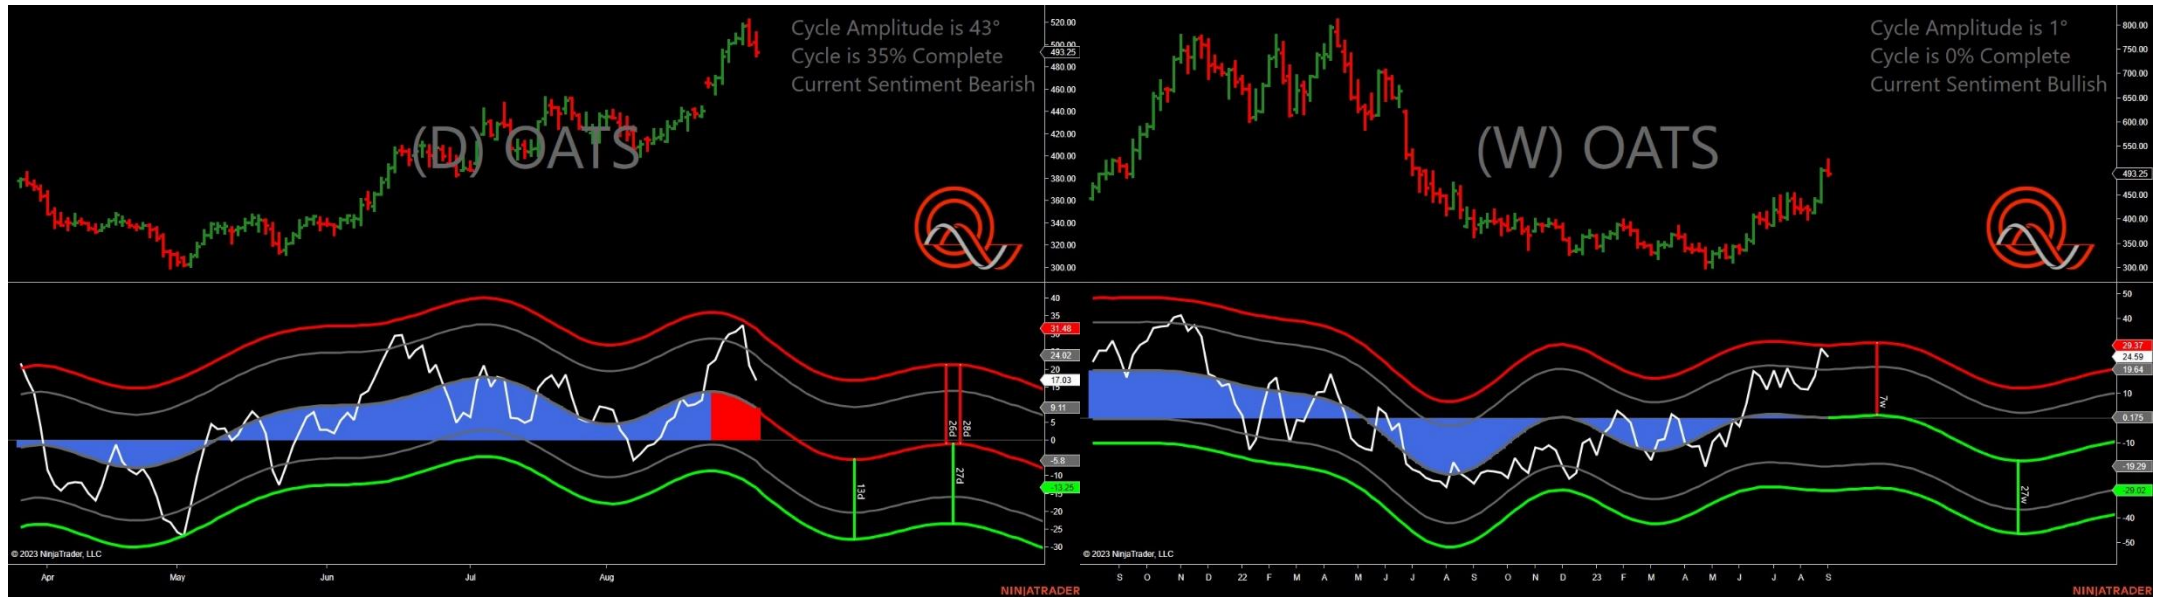 Cycle Amplitude is 43°
Cycle is 35% Complete
Current Sentiment Bearish
(D) OATS
520.00
500.00
493.25
480.00
460.00
440.00
420.00
400.00
380.00
360.00
340.00
320.00
300.00
40
35
31.48
24.02
20
17.03
15
9.11
5
0
-5.8
-10
-13.25
-15
-20
-25
-30
13d
26d
28d
27d
© 2023 NinjaTrader, LLC
Apr May Jun Jul Aug
NINJATRADER
Cycle Amplitude is 1°
Cycle is 0% Complete
Current Sentiment Bullish
(W) OATS
800.00
750.00
700.00
650.00
600.00
550.00
493.25
450.00
400.00
350.00
300.00
50
40
29.37
24.59
19.64
10
0.175
-10
-19.29
-29.02
-40
-50
7w
27w
© 2023 NinjaTrader, LLC
S O N D 22 F M A M J J A S O N D 23 F M A M J J A S
NINJATRADER